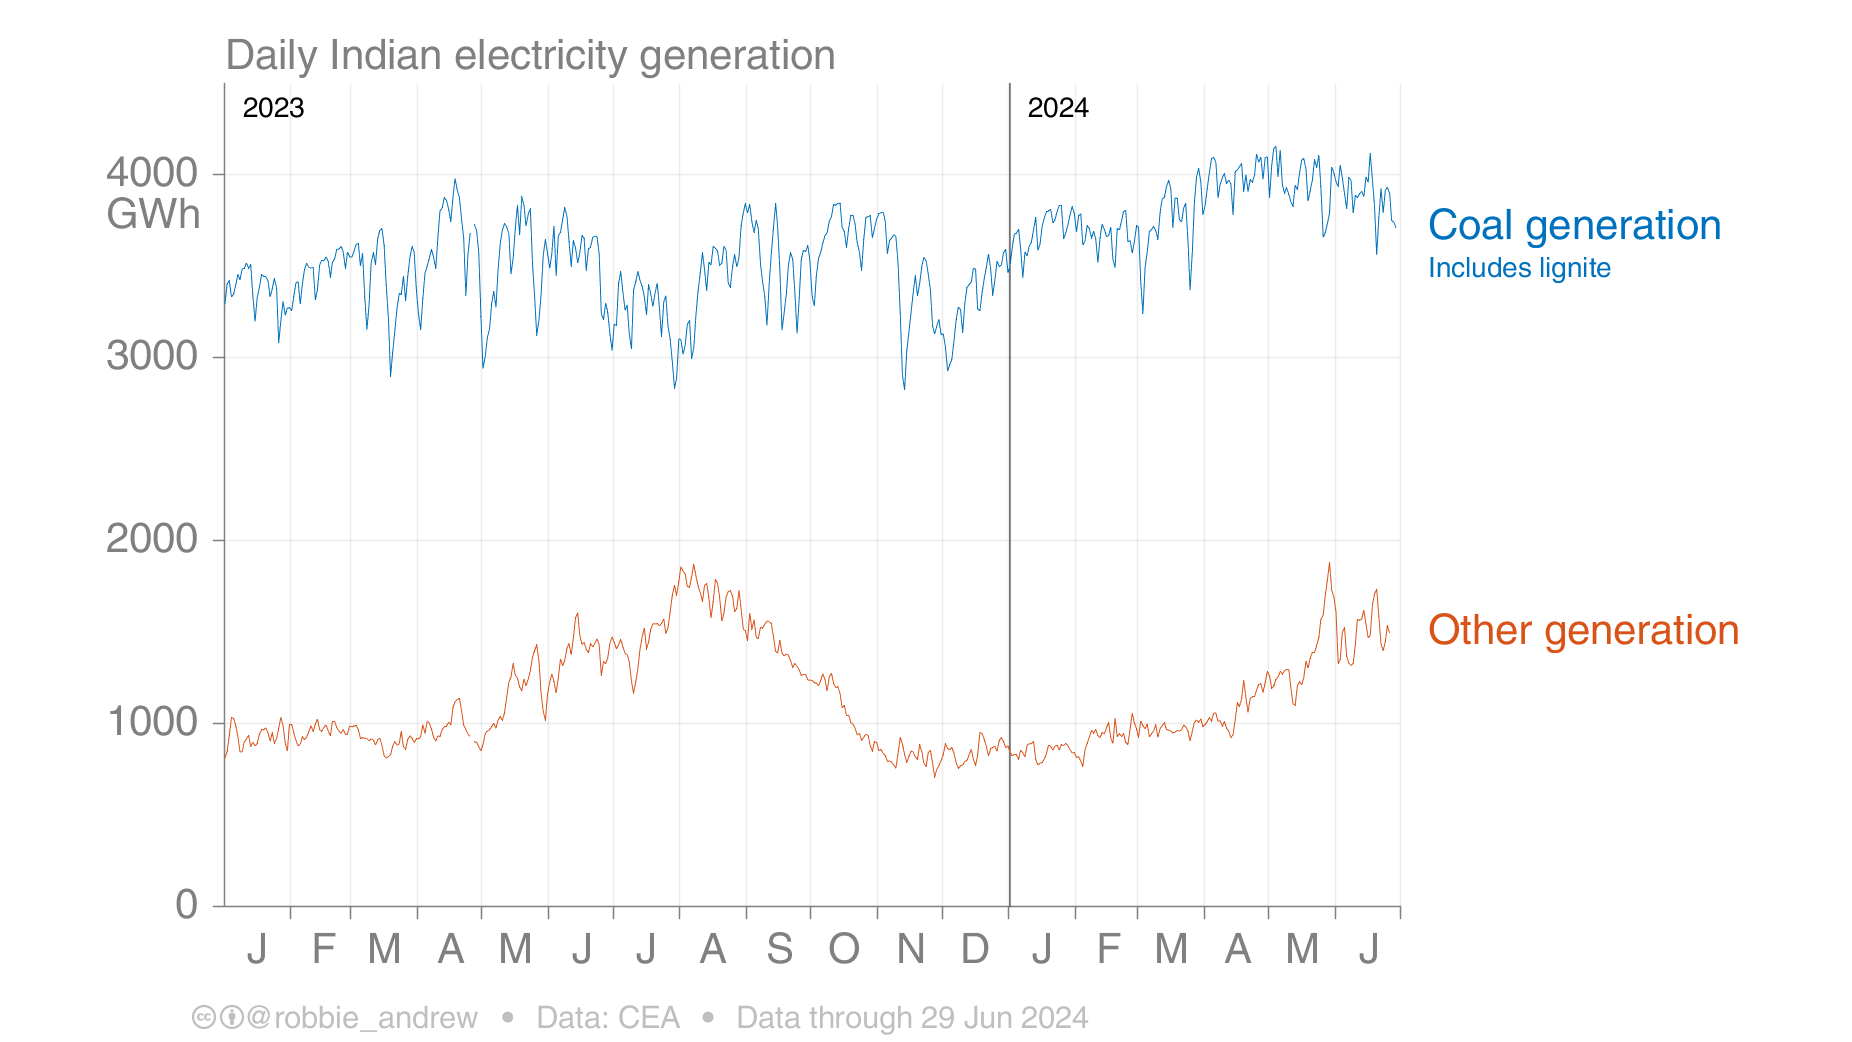 Daily Indian electricity generation
2023
2024
4000
GWh
3000
2000
1000
0
Coal generation
Includes lignite
Other generation
J F M A M J J A S O N D J F M A M J
@robbie_andrew • Data: CEA • Data through 29 Jun 2024